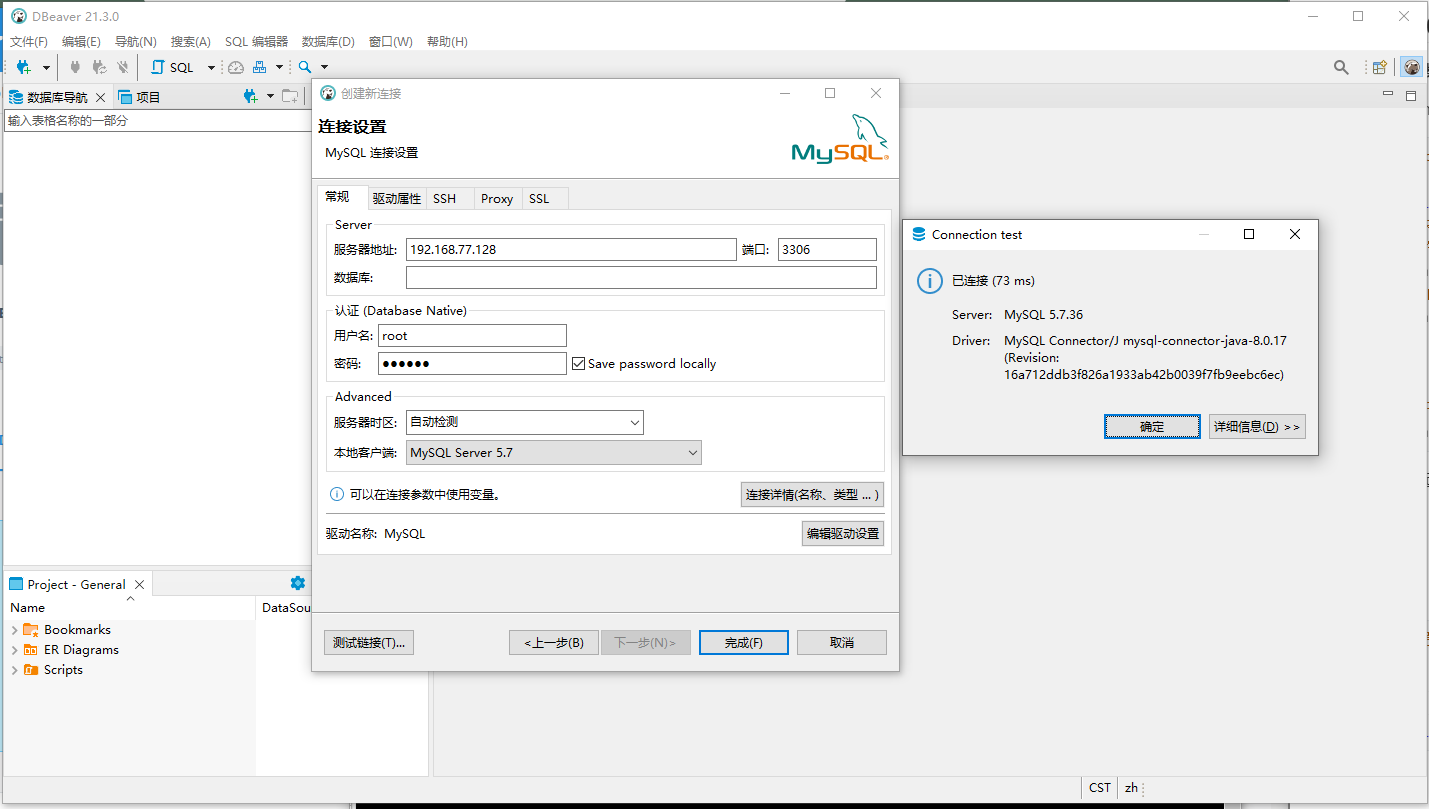 DBeaver 21.3.0
文件(F) 编辑(E) 导航(N) 搜索(A) SQL 编辑器 数据库(D) 窗口(W) 帮助(H)
SQL
数据库导航 项目
输入表格名称的一部分
创建新连接
连接设置
MySQL 连接设置
MySQL®
常规 驱动属性 SSH Proxy SSL
Server
服务器地址: 192.168.77.128 端口: 3306
数据库:
认证 (Database Native)
用户名: root
密码: ●●●●●● Save password locally
Advanced
服务器时区: 自动检测
本地客户端: MySQL Server 5.7
可以在连接参数中使用变量。 连接详情(名称、类型 ... )
驱动名称: MySQL 编辑驱动设置
测试链接(T)... <上一步(B) 下一步(N)> 完成(F) 取消
Connection test
已连接 (73 ms)
Server: MySQL 5.7.36
Driver: MySQL Connector/J mysql-connector-java-8.0.17
(Revision:
16a712ddb3f826a1933ab42b0039f7fb9eebc6ec)
确定 详细信息(D) >>
Project - General
Name DataSou
Bookmarks
ER Diagrams
Scripts
CST zh